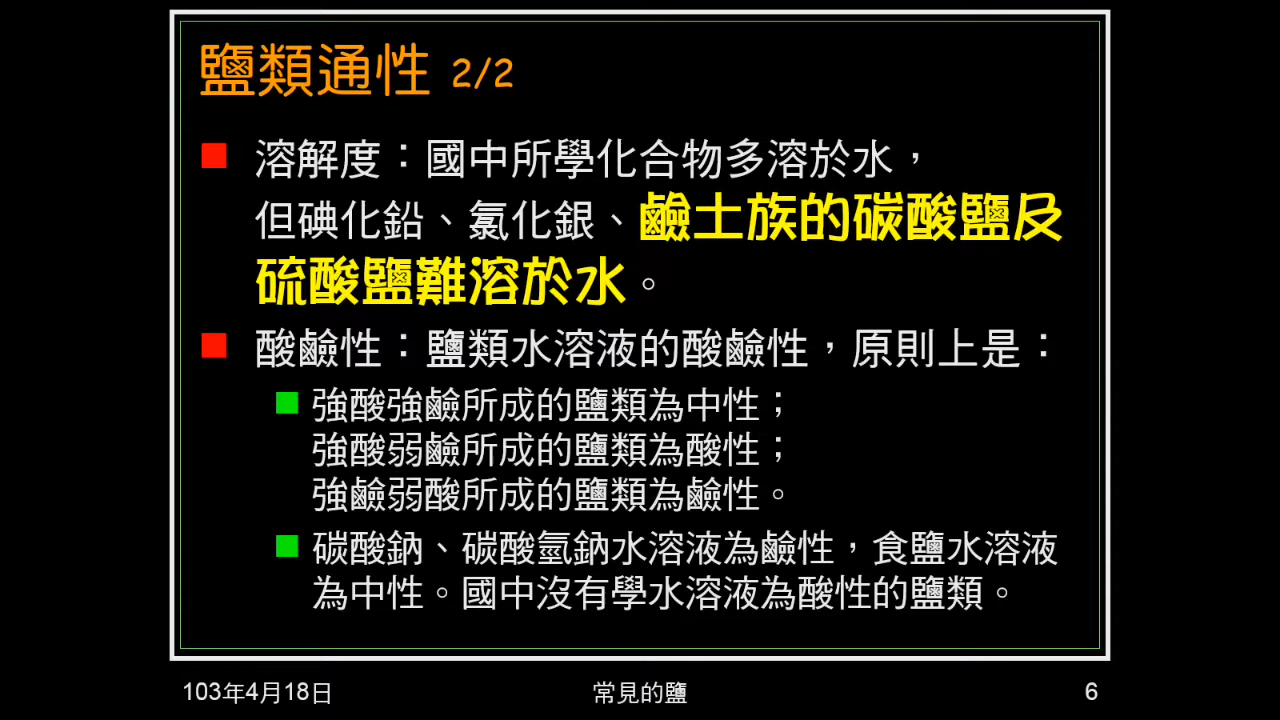 鹽類通性 2/2
溶解度：國中所學化合物多溶於水，
但碘化鉛、氯化銀、鹼土族的碳酸鹽及
硫酸鹽難溶於水。
酸鹼性：鹽類水溶液的酸鹼性，原則上是：
強酸強鹼所成的鹽類為中性；
強酸弱鹼所成的鹽類為酸性；
強鹼弱酸所成的鹽類為鹼性。
碳酸鈉、碳酸氫鈉水溶液為鹼性，食鹽水溶液
為中性。國中沒有學水溶液為酸性的鹽類。
103年4月18日
常見的鹽
6